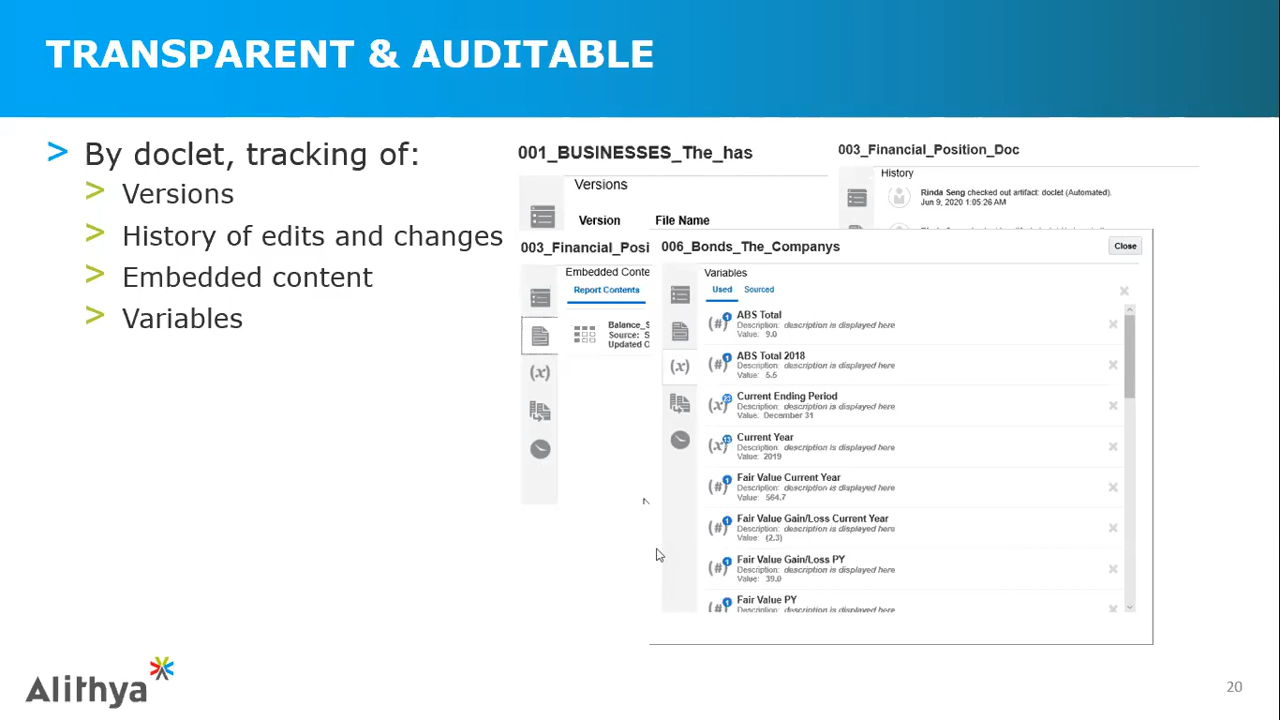 TRANSPARENT & AUDITABLE
> By doclet, tracking of:
> Versions
> History of edits and changes
> Embedded content
> Variables
001_BUSINESSES_The_has
Versions
Version File Name
003_Financial_Position_Doc
History
Rinda Seng checked out artifact: doclet (Automated).
Jun 9, 2020 1:05:26 AM
003_Financial_Posi
Embedded Conte
Report Contents
Balance_S
Source: S
Updated O
006_Bonds_The_Companys
Close
Variables
Used Sourced
(#) 1 ABS Total
Description: description is displayed here
Value: 9.0
(#) 1 ABS Total 2018
Description: description is displayed here
Value: 5.5
(x) Current Ending Period
Description: description is displayed here
Value: December 31
(x) Current Year
Description: description is displayed here
Value: 2019
(#) 1 Fair Value Current Year
Description: description is displayed here
Value: 564.7
(#) 1 Fair Value Gain/Loss Current Year
Description: description is displayed here
Value: (2.3)
(#) 1 Fair Value Gain/Loss PY
Description: description is displayed here
Value: 39.0
(#) 1 Fair Value PY
Description: description is displayed here
(x)
(x)
Alithya
20